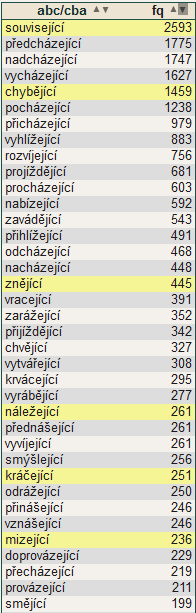 abc/cba fq
související 2593
předcházející 1775
nadcházející 1747
vycházející 1627
chybějící 1459
pocházející 1238
přicházející 979
vyhlížející 883
rozvíjející 756
projíždějící 681
procházející 603
nabízející 592
zavádějící 543
přihlížející 491
odcházející 468
nacházející 448
znějící 445
vracející 391
zarážející 352
přijíždějící 342
chvějící 327
vytvářející 308
krvácející 295
vyrábějící 277
náležející 261
přednášející 261
vyvíjející 261
smýšlející 256
kráčející 251
odrážející 250
přinášející 246
vznášející 246
mizející 236
doprovázející 229
přecházející 219
provázející 211
smějící 199